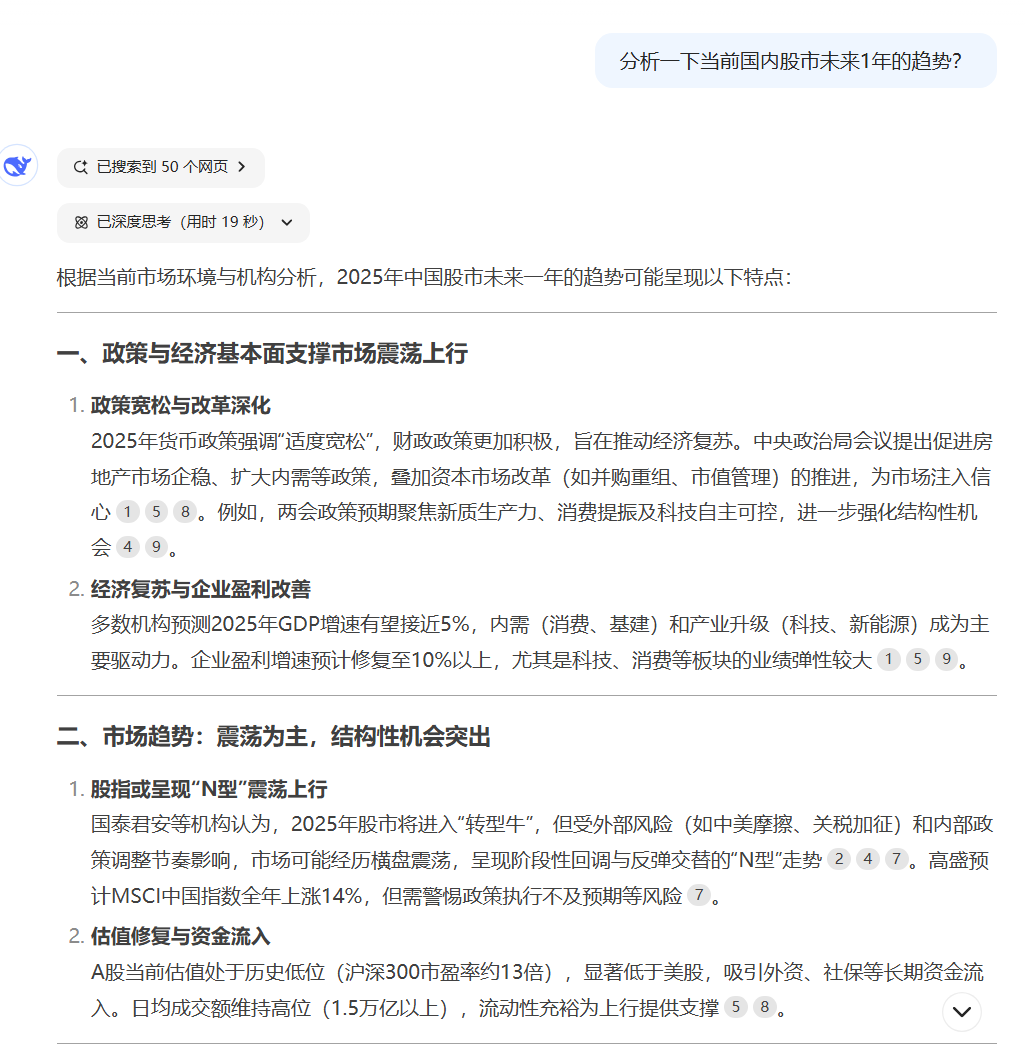 分析一下当前国内股市未来1年的趋势？
已搜索到 50 个网页
已深度思考（用时 19 秒）
根据当前市场环境与机构分析，2025年中国股市未来一年的趋势可能呈现以下特点：
一、政策与经济基本面支撑市场震荡上行
1. 政策宽松与改革深化
2025年货币政策强调“适度宽松”，财政政策更加积极，旨在推动经济复苏。中央政治局会议提出促进房
地产市场企稳、扩大内需等政策，叠加资本市场改革（如并购重组、市值管理）的推进，为市场注入信
心 1 5 8 。例如，两会政策预期聚焦新质生产力、消费提振及科技自主可控，进一步强化结构性机
会 4 9 。
2. 经济复苏与企业盈利改善
多数机构预测2025年GDP增速有望接近5%，内需（消费、基建）和产业升级（科技、新能源）成为主
要驱动力。企业盈利增速预计修复至10%以上，尤其是科技、消费等板块的业绩弹性较大 1 5 9 。
二、市场趋势：震荡为主，结构性机会突出
1. 股指或呈现“N型”震荡上行
国泰君安等机构认为，2025年股市将进入“转型牛”，但受外部风险（如中美摩擦、关税加征）和内部政
策调整节奏影响，市场可能经历横盘震荡，呈现阶段性回调与反弹交替的“N型”走势 2 4 7 。高盛预
计MSCI中国指数全年上涨14%，但需警惕政策执行不及预期等风险 7 。
2. 估值修复与资金流入
A股当前估值处于历史低位（沪深300市盈率约13倍），显著低于美股，吸引外资、社保等长期资金流
入。日均成交额维持高位（1.5万亿以上），流动性充裕为上行提供支撑 5 8 。